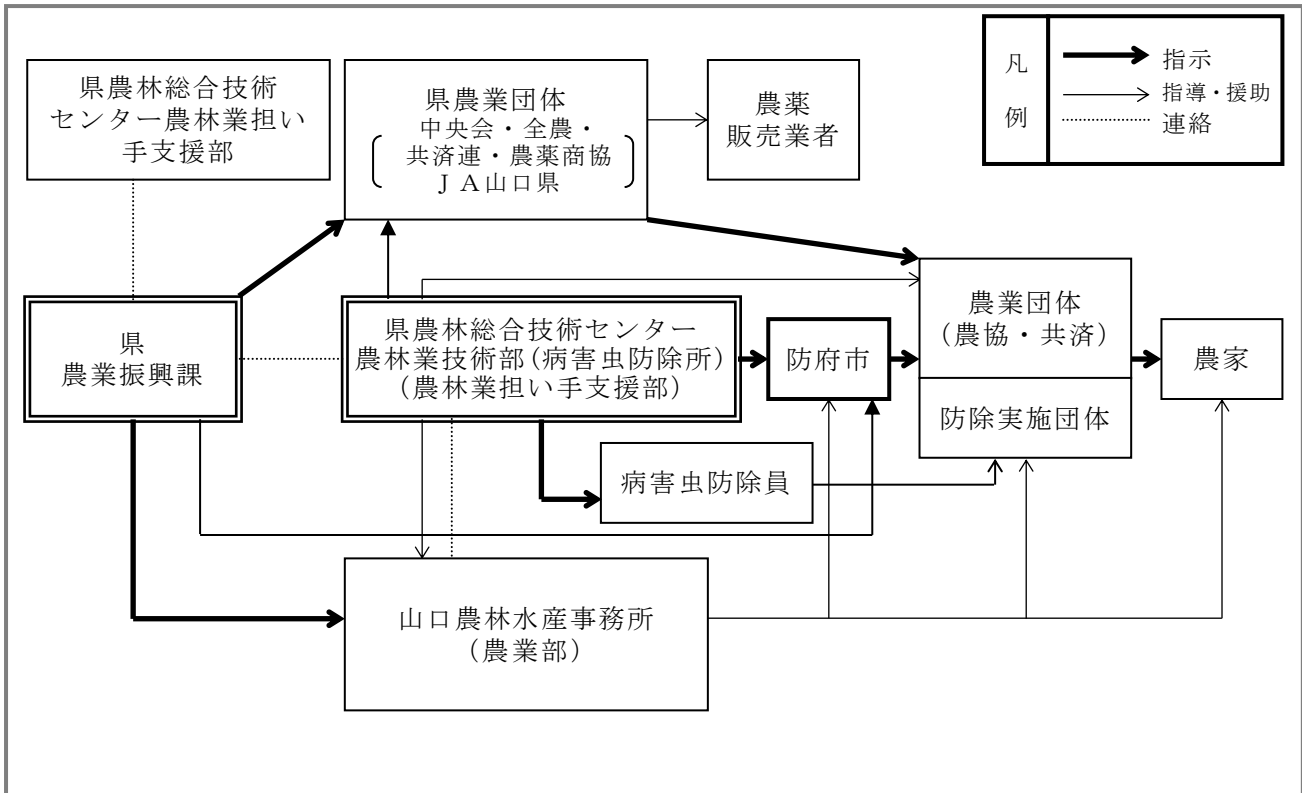 県農林総合技術
センター農林業担い
手支援部
県農業団体
中央会・全農・
共済連・農薬商協
ＪＡ山口県
農薬
販売業者
凡
例
指示
指導・援助
連絡
県
農業振興課
県農林総合技術センター
農林業技術部(病害虫防除所)
(農林業担い手支援部)
防府市
農業団体
(農協・共済)
防除実施団体
農家
病害虫防除員
山口農林水産事務所
(農業部)